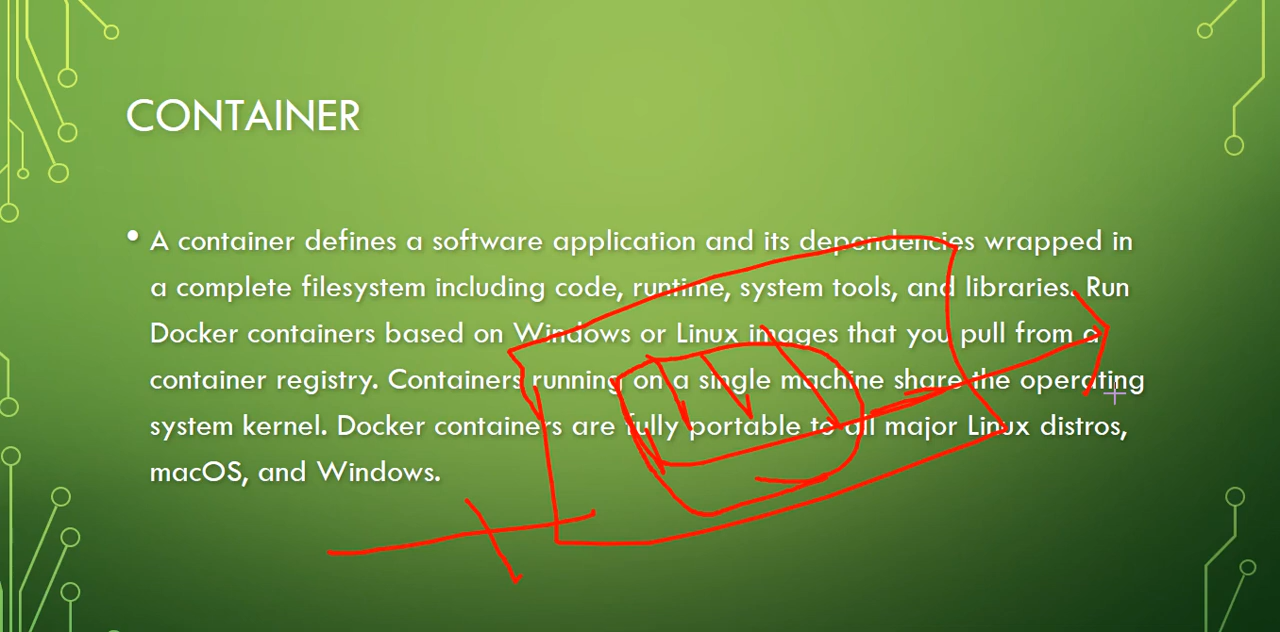 CONTAINER
• A container defines a software application and its dependencies wrapped in
a complete filesystem including code, runtime, system tools, and libraries. Run
Docker containers based on Windows or Linux images that you pull from a
container registry. Containers running on a single machine share the operating
system kernel. Docker containers are fully portable to all major Linux distros,
macOS, and Windows.